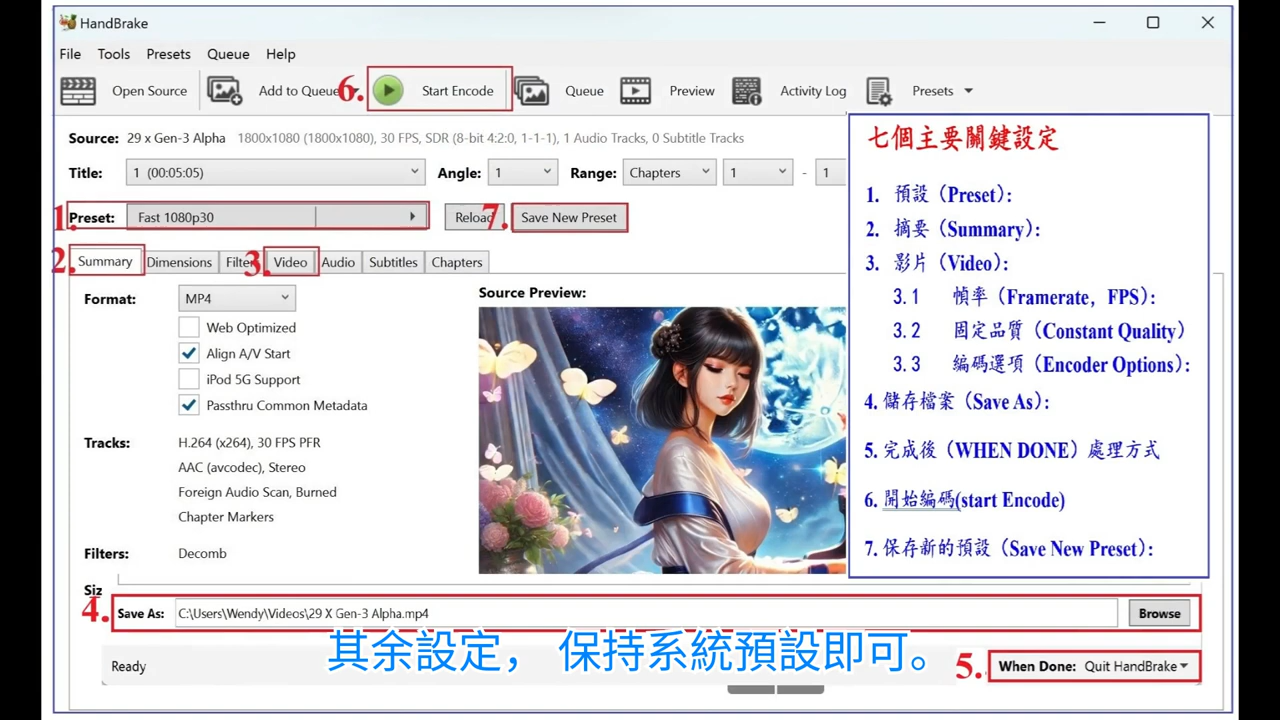 HandBrake
File Tools Presets Queue Help
Open Source Add to Queue 6. Start Encode Queue Preview Activity Log Presets
Source: 29 x Gen-3 Alpha 1800x1080 (1800x1080), 30 FPS, SDR (8-bit 4:2:0, 1-1-1), 1 Audio Tracks, 0 Subtitle Tracks
Title: 1 (00:05:05) Angle: 1 Range: Chapters 1 - 1
1. Preset: Fast 1080p30 Reload 7. Save New Preset
2. Summary Dimensions 3. Video Audio Subtitles Chapters
Format: MP4
Web Optimized
Align A/V Start
iPod 5G Support
Passthru Common Metadata
Tracks: H.264 (x264), 30 FPS PFR
AAC (avcodec), Stereo
Foreign Audio Scan, Burned
Chapter Markers
Filters: Decomb
Source Preview:
七個主要關鍵設定
1. 預設（Preset）:
2. 摘要（Summary）:
3. 影片（Video）:
3.1 幀率（Framerate，FPS）:
3.2 固定品質（Constant Quality）
3.3 編碼選項（Encoder Options）:
4. 儲存檔案（Save As）:
5. 完成後（WHEN DONE）處理方式
6. 開始編碼(start Encode)
7. 保存新的預設（Save New Preset）:
Siz
4. Save As: C:\Users\Wendy\Videos\29 X Gen-3 Alpha.mp4 Browse
其余設定， 保持系統預設即可。
Ready 5. When Done: Quit HandBrake